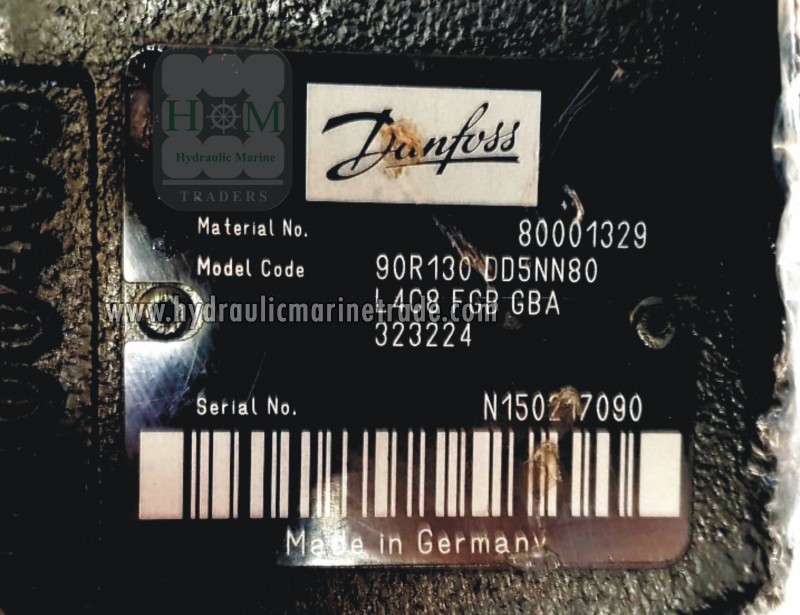 H M
Hydraulic Marine
TRADERS
Danfoss
Material No. 80001329
Model Code 90R130 DD5NN80
L4Q8 FGB GBA
www.hydraulicmarinetrade.com
323224
Serial No. N150217090
Made in Germany